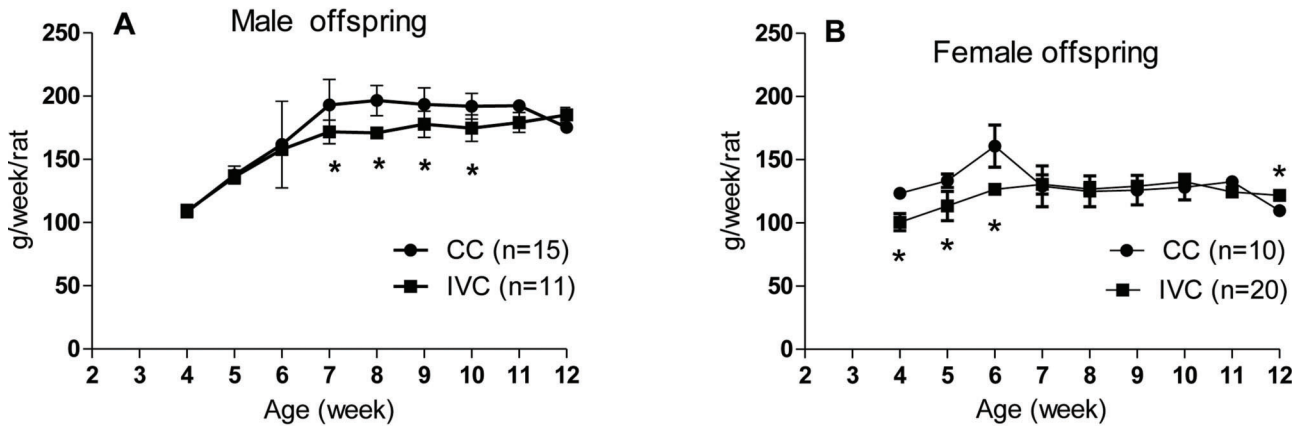 A
Male offspring
g/week/rat
250
200
150
100
50
0
* * * *
CC (n=15)
IVC (n=11)
2 3 4 5 6 7 8 9 10 11 12
Age (week)
B
Female offspring
g/week/rat
250
200
150
100
50
0
* * * *
CC (n=10)
IVC (n=20)
2 3 4 5 6 7 8 9 10 11 12
Age (week)